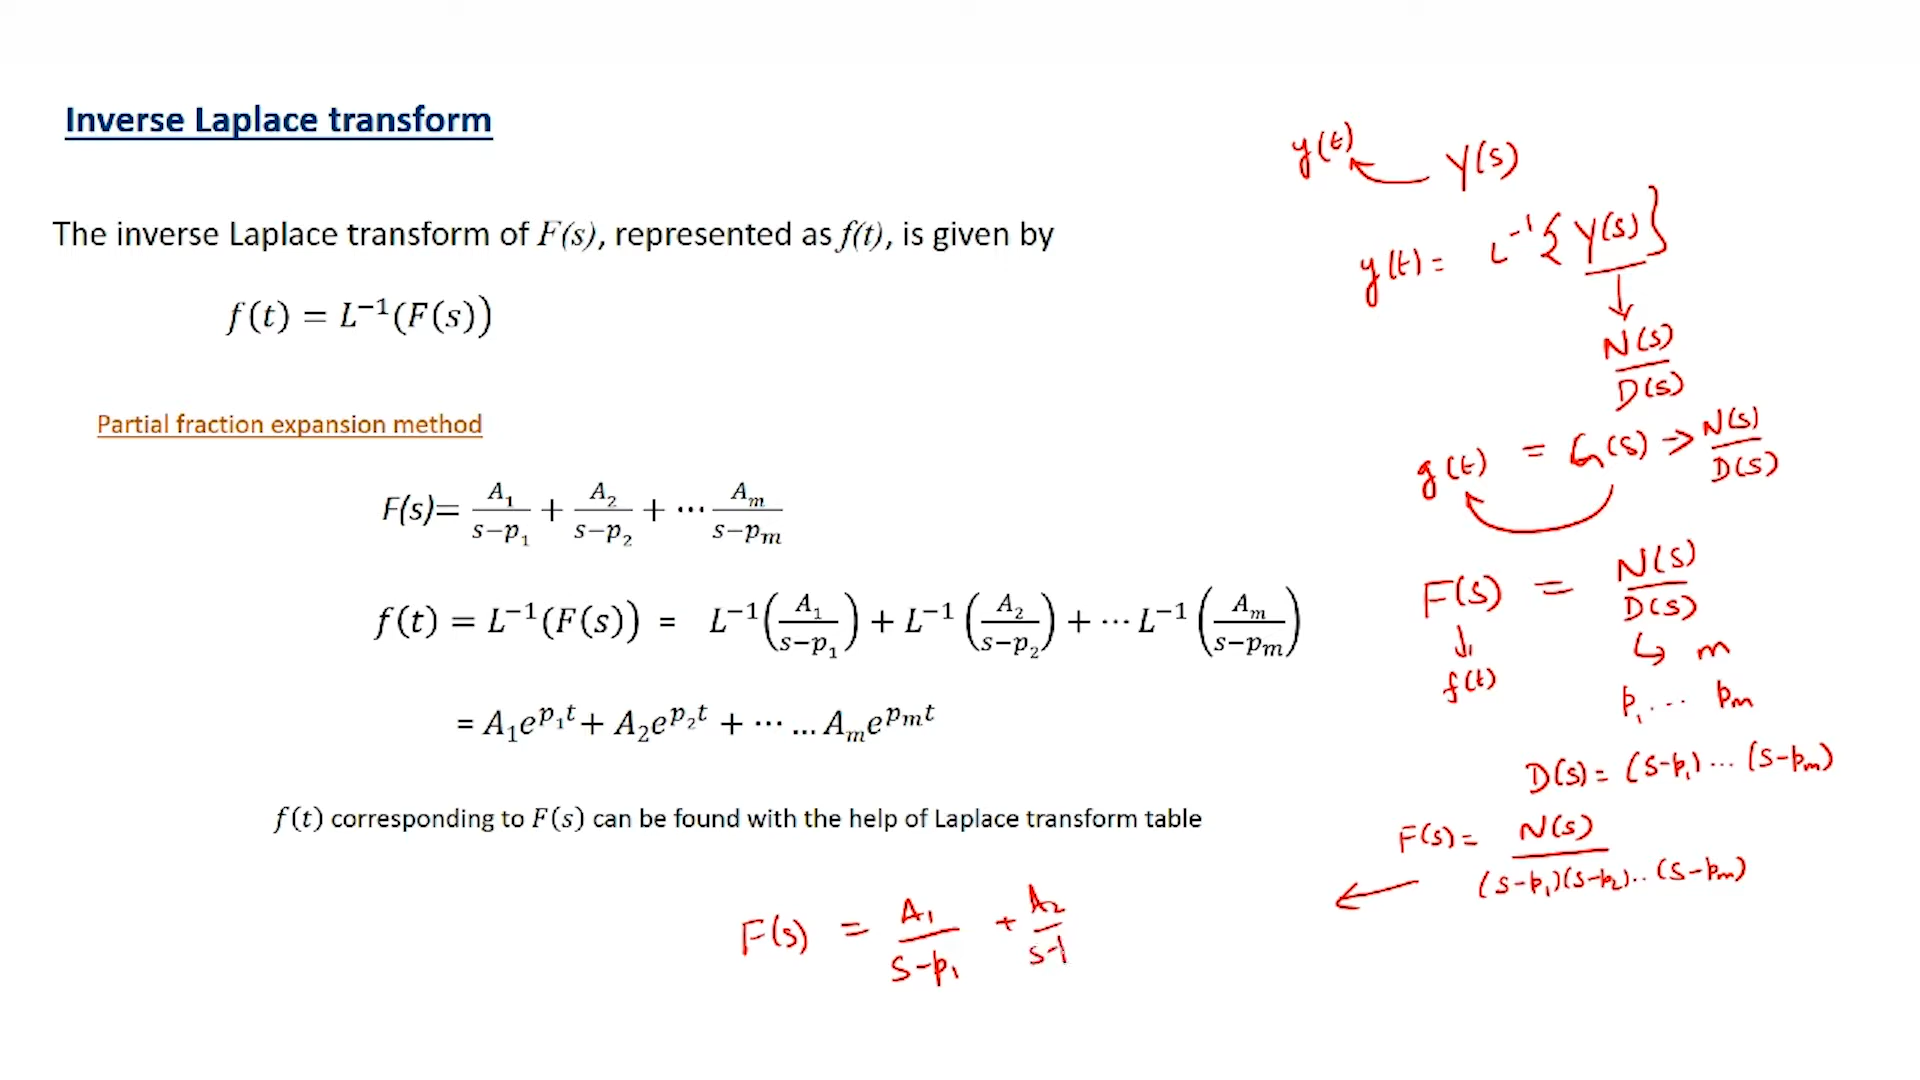 Inverse Laplace transform
The inverse Laplace transform of F(s), represented as f(t), is given by
f(t) = L⁻¹(F(s))
Partial fraction expansion method
F(s)= A₁/(s−p₁) + A₂/(s−p₂) + ⋯ Aₘ/(s−pₘ)
f(t) = L⁻¹(F(s)) = L⁻¹(A₁/(s−p₁)) + L⁻¹(A₂/(s−p₂)) + ⋯ L⁻¹(Aₘ/(s−pₘ))
= A₁e^{p₁t} + A₂e^{p₂t} + ⋯ … Aₘe^{pₘt}
f(t) corresponding to F(s) can be found with the help of Laplace transform table
F(s) = A₁/(s−p₁) + A₂/(s−
y(t) ← Y(s)
y(t) = L⁻¹{Y(s)}
↓
N(s)/D(s)
g(t) = G(s) → N(s)/D(s)
F(s) = N(s)/D(s)
↓ ↳ m
f(t)
p₁ ... pₘ
D(s) = (s−p₁) ... (s−pₘ)
F(s) = N(s)/((s−p₁)(s−p₂)..(s−pₘ))
←